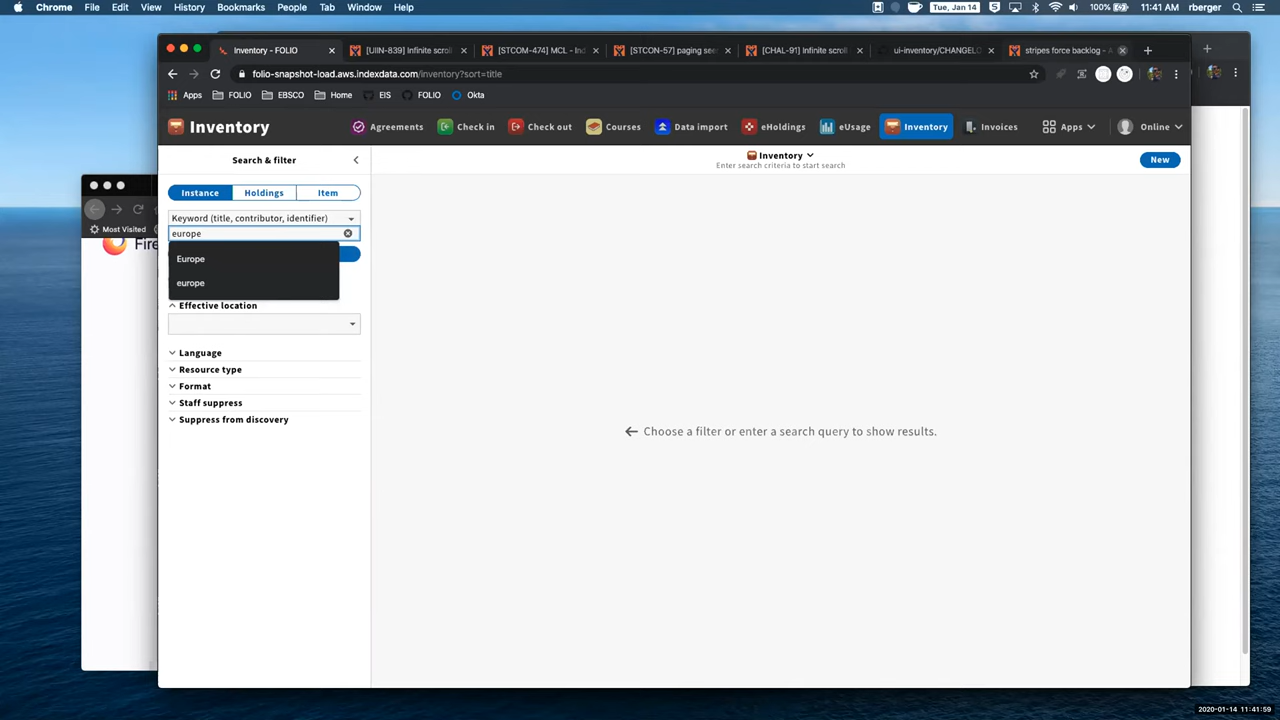 Chrome File Edit View History Bookmarks People Tab Window Help
100% Tue, Jan 14 11:41 AM rberger
Inventory - FOLIO
[UIIN-839] Infinite scroll
[STCOM-474] MCL - Ind
[STCON-57] paging see
[CHAL-91] Infinite scroll
ui-inventory/CHANGELO
stripes force backlog - A
folio-snapshot-load.aws.indexdata.com/inventory?sort=title
Apps FOLIO EBSCO Home EIS FOLIO Okta
Inventory
Agreements Check in Check out Courses Data import eHoldings eUsage Inventory Invoices Apps Online
Search & filter
Inventory
Enter search criteria to start search
New
Instance Holdings Item
Keyword (title, contributor, identifier)
europe
Europe
europe
Effective location
Language
Resource type
Format
Staff suppress
Suppress from discovery
Choose a filter or enter a search query to show results.
Most Visited
Fire
2020-01-14 11:41:59